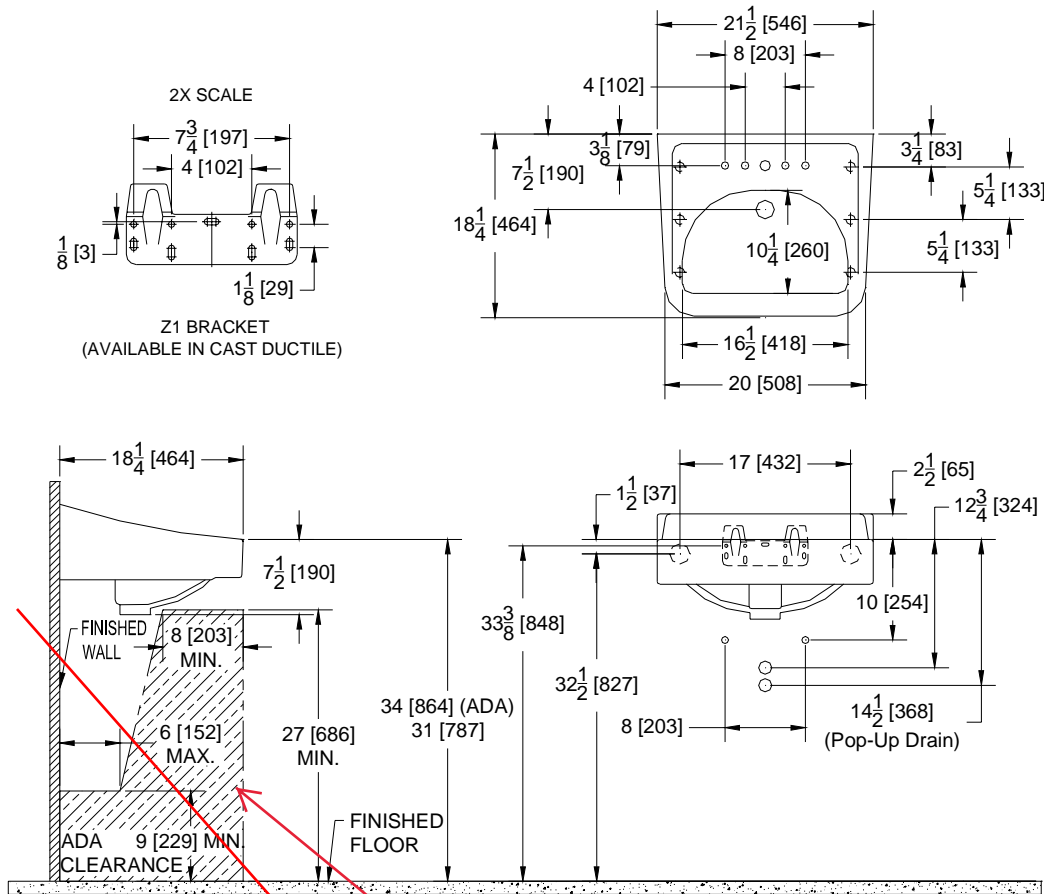 2X SCALE
7 3/4 [197]
4 [102]
1/8 [3]
1 1/8 [29]
Z1 BRACKET
(AVAILABLE IN CAST DUCTILE)
21 1/2 [546]
8 [203]
4 [102]
3 1/8 [79]
7 1/2 [190]
18 1/4 [464]
3 1/4 [83]
5 1/4 [133]
5 1/4 [133]
10 1/4 [260]
16 1/2 [418]
20 [508]
18 1/4 [464]
7 1/2 [190]
FINISHED
WALL
8 [203]
MIN.
6 [152]
MAX.
27 [686]
MIN.
34 [864] (ADA)
31 [787]
ADA
CLEARANCE
9 [229] MIN.
FINISHED
FLOOR
17 [432]
1 1/2 [37]
2 1/2 [65]
12 3/4 [324]
10 [254]
33 3/8 [848]
32 1/2 [827]
8 [203]
14 1/2 [368]
(Pop-Up Drain)